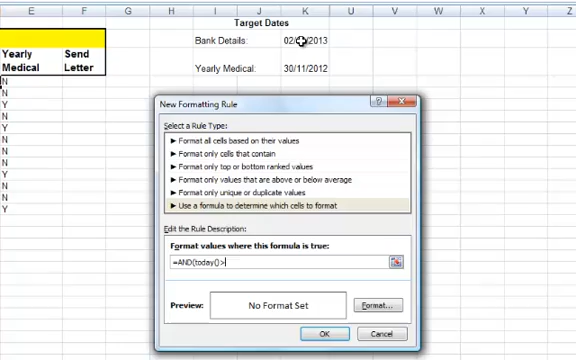 E F G H I J K U V W X Y Z
Target Dates
Bank Details: 02/ /2013
Yearly Medical Send Letter
Yearly Medical: 30/11/2012
N
N
Y
N
Y
N
N
N
Y
N
N
Y
New Formatting Rule
Select a Rule Type:
► Format all cells based on their values
► Format only cells that contain
► Format only top or bottom ranked values
► Format only values that are above or below average
► Format only unique or duplicate values
► Use a formula to determine which cells to format
Edit the Rule Description:
Format values where this formula is true:
=AND(today()>
Preview: No Format Set Format...
OK Cancel